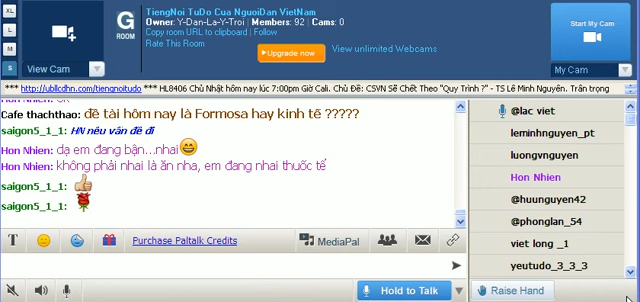 XL
L
M
S
View Cam
G
ROOM
TiengNoi TuDo Cua NguoiDan VietNam
Owner: Y-Dan-La-Y-Troi | Members: 92 | Cams: 0
Copy room URL to clipboard | Follow
Rate This Room
Upgrade now
View unlimited Webcams
Start My Cam
My Cam
*** http://ubllcdhn.com/tiengnoitudo *** HL8406 Chủ Nhật hôm nay lúc 7:00pm Giờ Cali. Chủ Đề: CSVN Sẽ Chết Theo "Quy Trình ?" - TS Lê Minh Nguyên. Trân trọng
Hon Nhien: OK
Cafe thachthao: đề tài hôm nay là Formosa hay kinh tế ?????
saigon5_1_1: HN nêu vấn đề đi
Hon Nhien: dạ em đang bận...nhai
Hon Nhien: không phải nhai là ăn nha, em đang nhai thuốc tế
saigon5_1_1:
saigon5_1_1:
@lac viet
leminhnguyen_pt
luongvnguyen
Hon Nhien
@huunguyen42
@phonglan_54
viet long _1
yeutudo_3_3_3
T
Purchase Paltalk Credits
MediaPal
Hold to Talk
Raise Hand